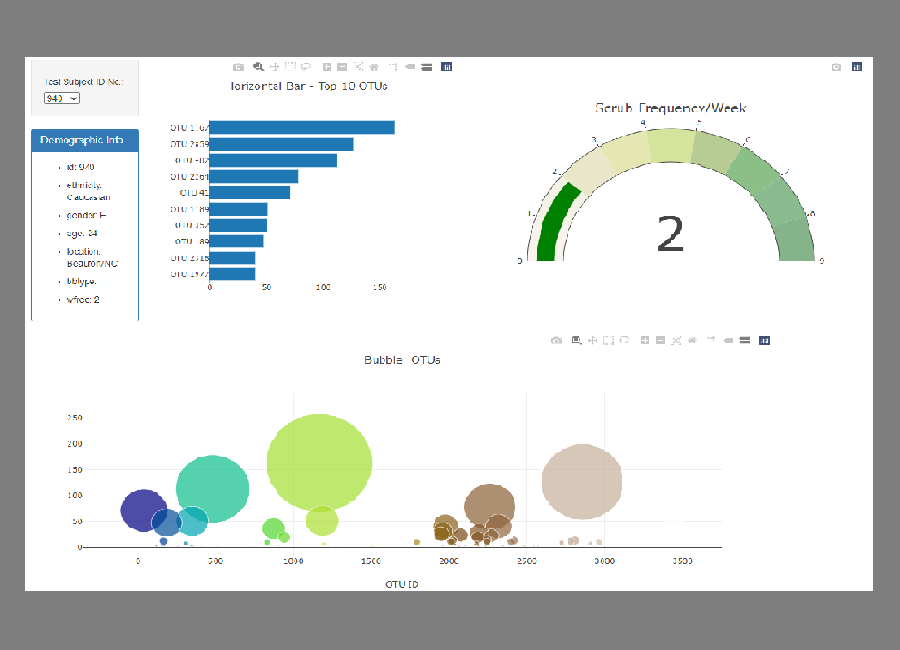 Test Subject ID No.:
940
Demographic Info
id: 940
ethnicity:
Caucasian
gender: F
age: 24
location:
Beaufort/NC
bbtype:
wfreq: 2
Horizontal Bar - Top 10 OTUs
OTU 1167
OTU 2859
OTU 482
OTU 2264
OTU 41
OTU 1189
OTU 352
OTU 189
OTU 2318
OTU 1977
0 50 100 150
Scrub Frequency/Week
0 1 2 3 4 5 6 7 8 9
2
Bubble OTUs
250
200
150
100
50
0
0 500 1000 1500 2000 2500 3000 3500
OTU ID